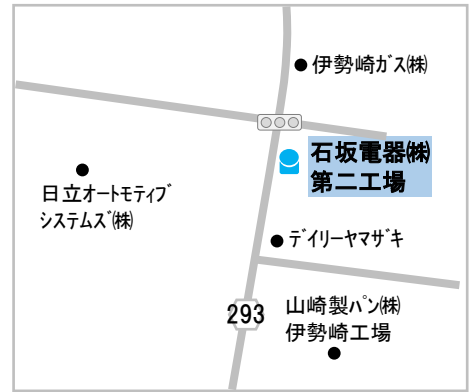 伊勢崎ｶﾞｽ㈱
石坂電器㈱
第二工場
日立オートモティブ
システムズ㈱
デイリーヤマザキ
293
山崎製パン㈱
伊勢崎工場